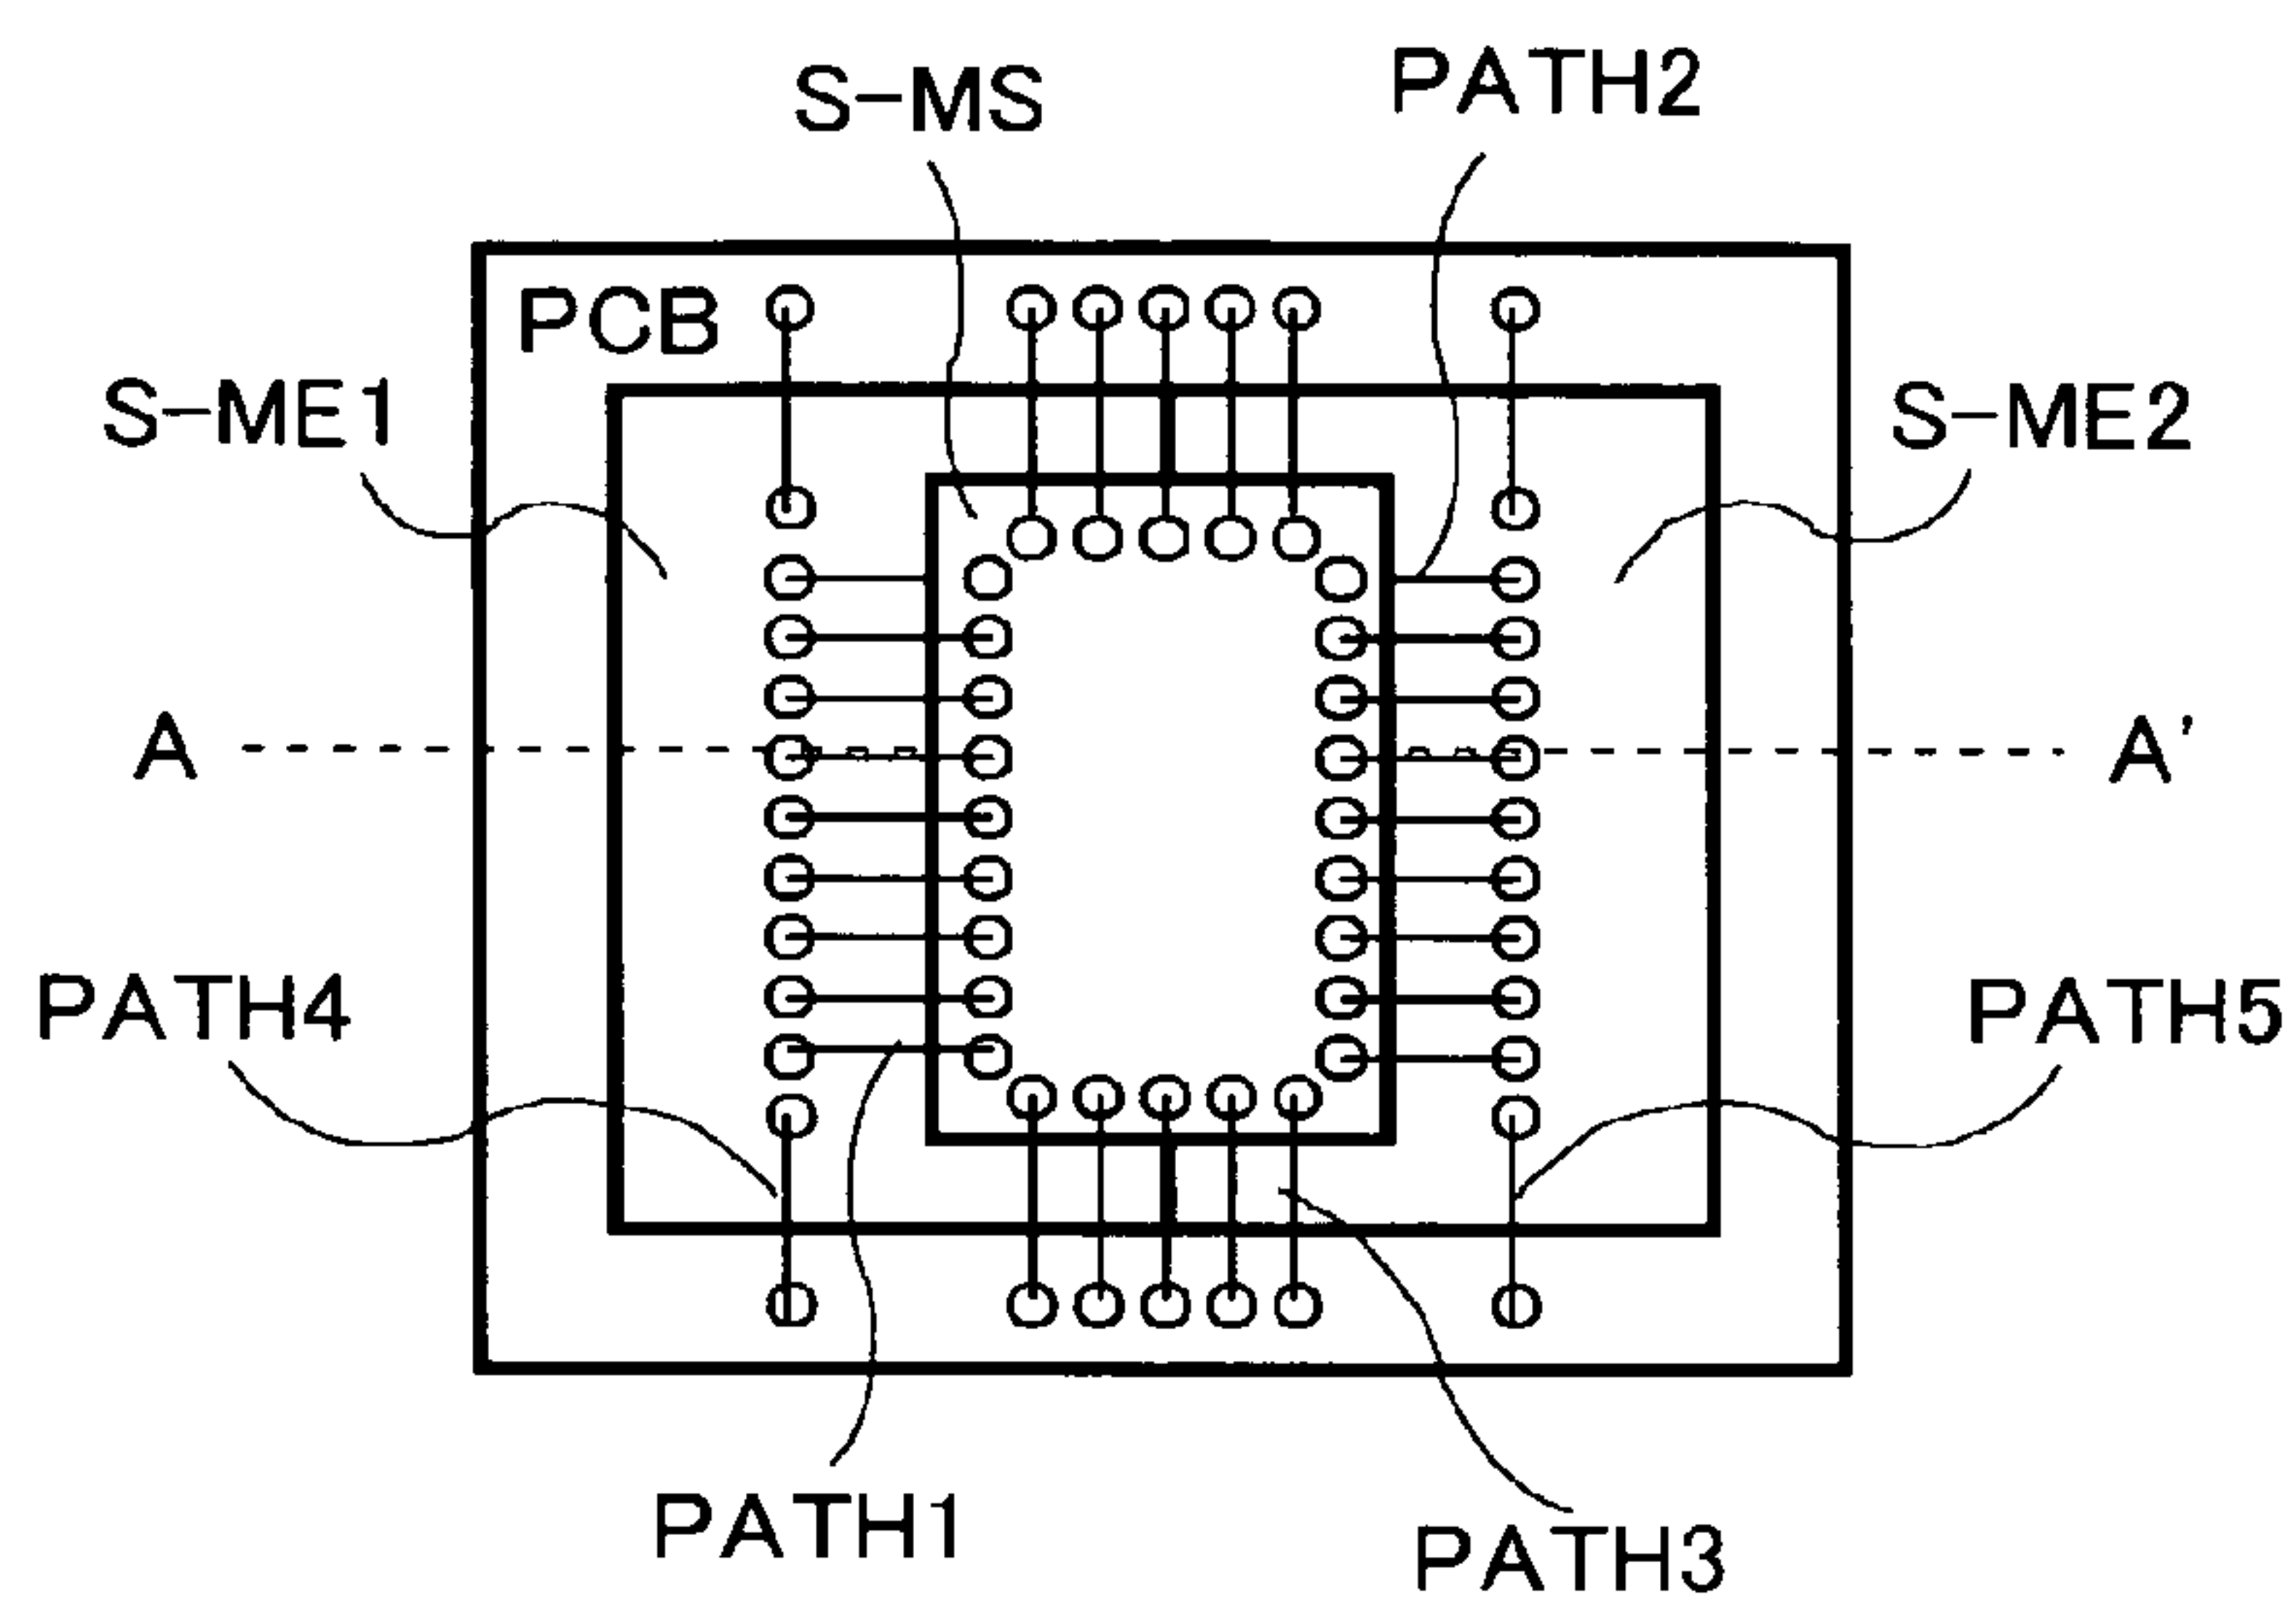 S-MS
PATH2
PCB
S-ME1
S-ME2
A
A'
PATH4
PATH5
PATH1
PATH3